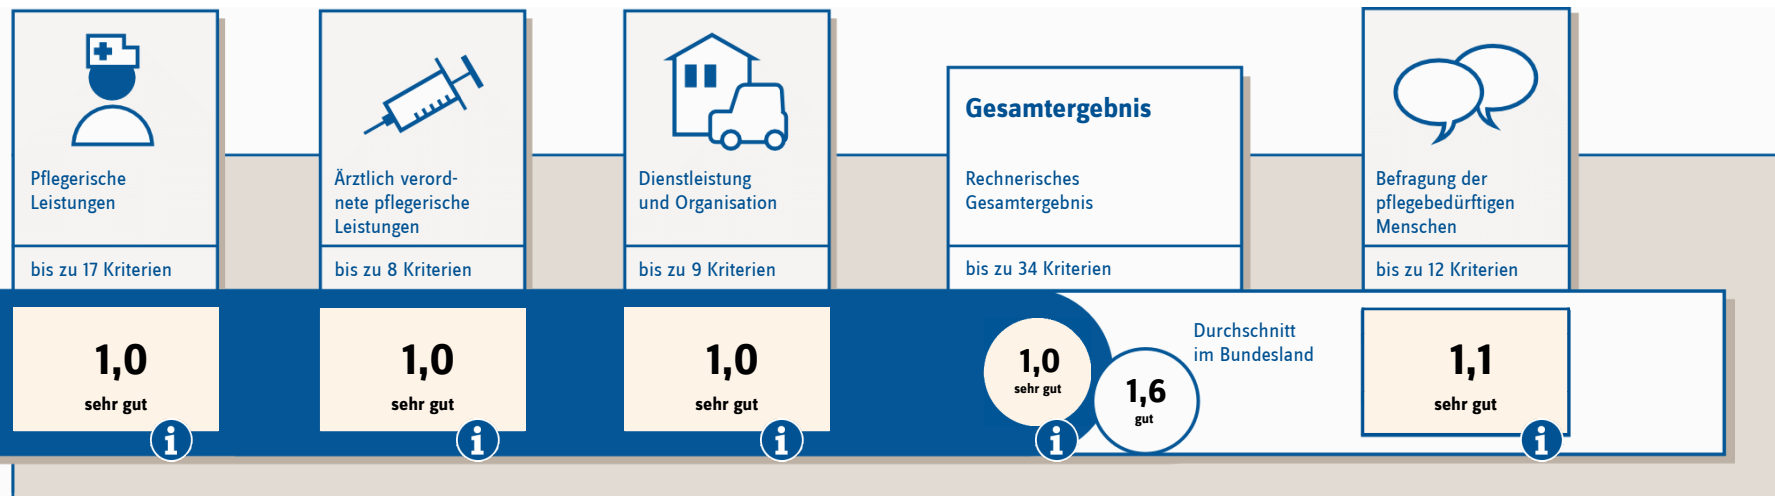 Pflegerische
Leistungen
bis zu 17 Kriterien
1,0
sehr gut
i
Ärztlich verord-
nete pflegerische
Leistungen
bis zu 8 Kriterien
1,0
sehr gut
i
Dienstleistung
und Organisation
bis zu 9 Kriterien
1,0
sehr gut
i
Gesamtergebnis
Rechnerisches
Gesamtergebnis
bis zu 34 Kriterien
1,0
sehr gut
i
1,6
gut
Durchschnitt
im Bundesland
Befragung der
pflegebedürftigen
Menschen
bis zu 12 Kriterien
1,1
sehr gut
i